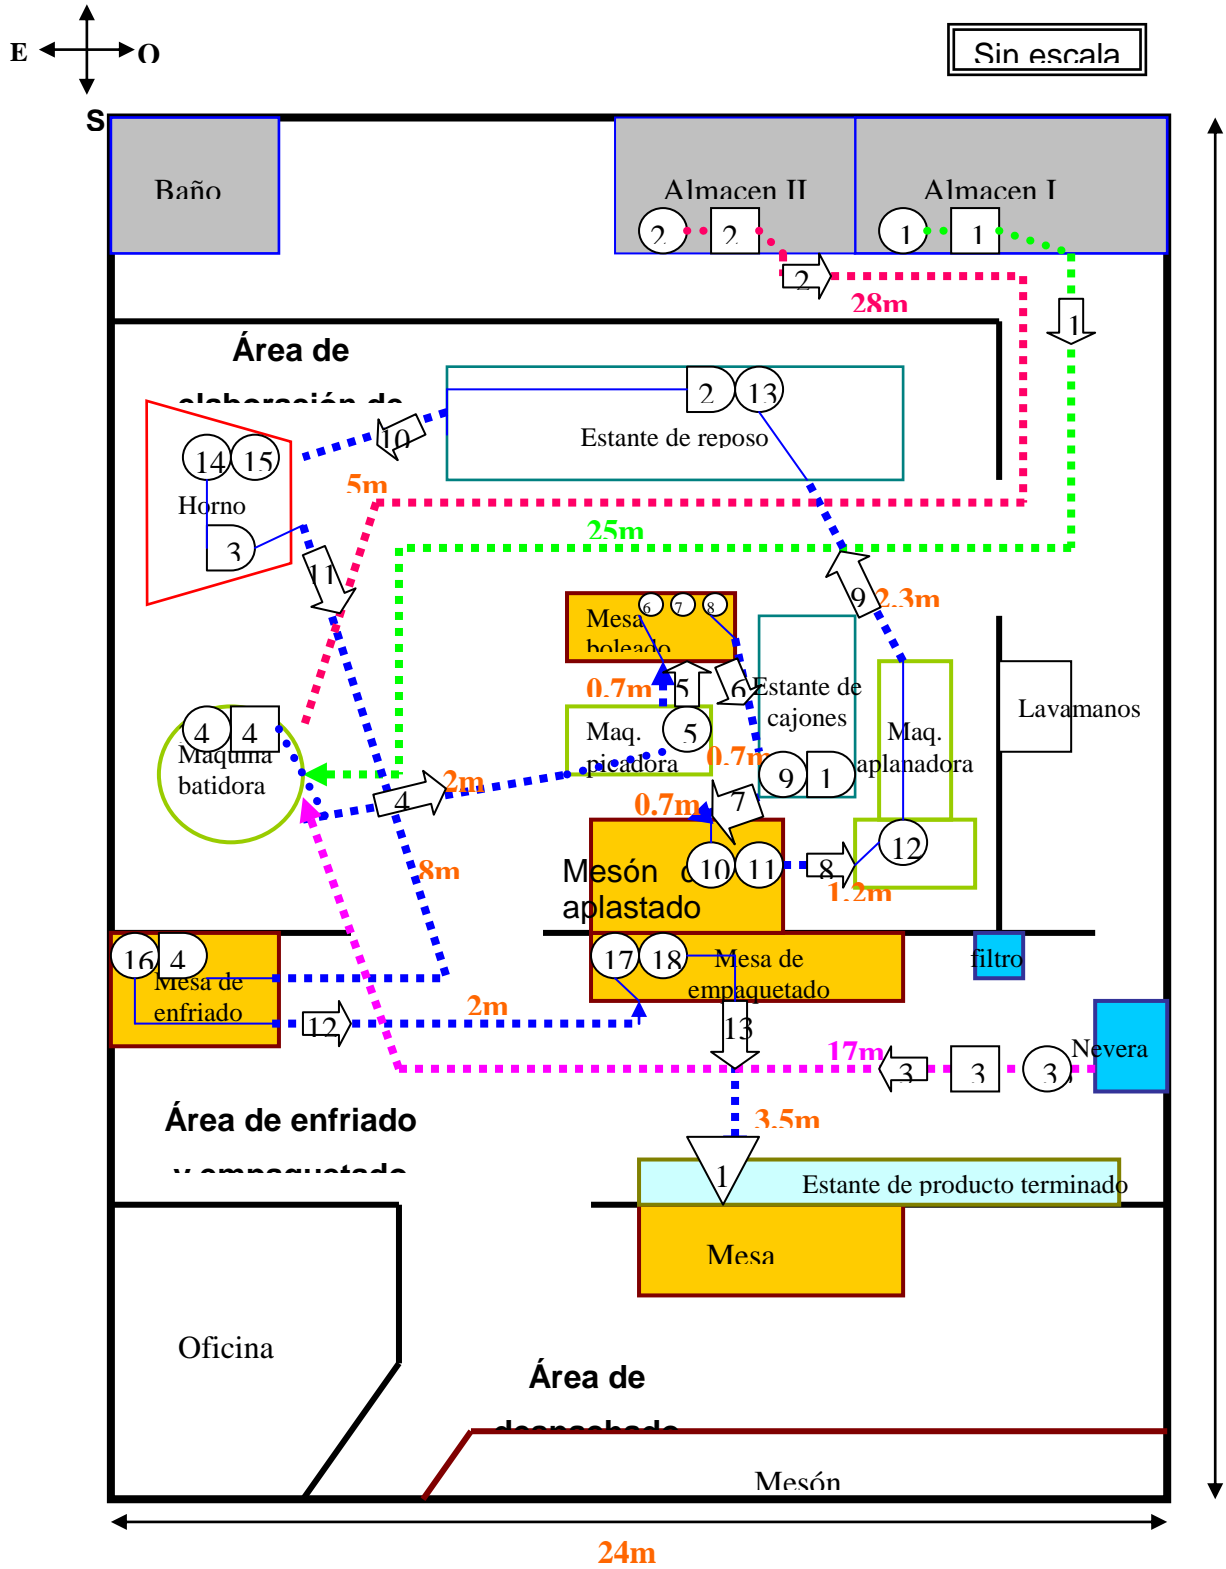 E
O
Sin escala
S
Baño
Almacen II
Almacen I
2
2
1
1
2
28m
1
Área de
elaboración de
2
13
Estante de reposo
10
14
15
5m
Horno
3
25m
11
9
2.3m
6
7
8
Mesa
boleado
0.7m
5
6
Estante de
cajones
Lavamanos
4
4
Maquina
batidora
5
Maq.
picadora
0.7m
9
1
Maq.
aplanadora
2m
4
0.7m
7
12
8m
Mesón
aplastado
10
11
8
1.2m
16
4
Mesa de
enfriado
17
18
Mesa de
empaquetado
filtro
12
2m
13
17m
3
3
3
Nevera
Área de enfriado
y empaquetado
3.5m
1
Estante de producto terminado
Mesa
Oficina
Área de
despachado
Mesón
24m